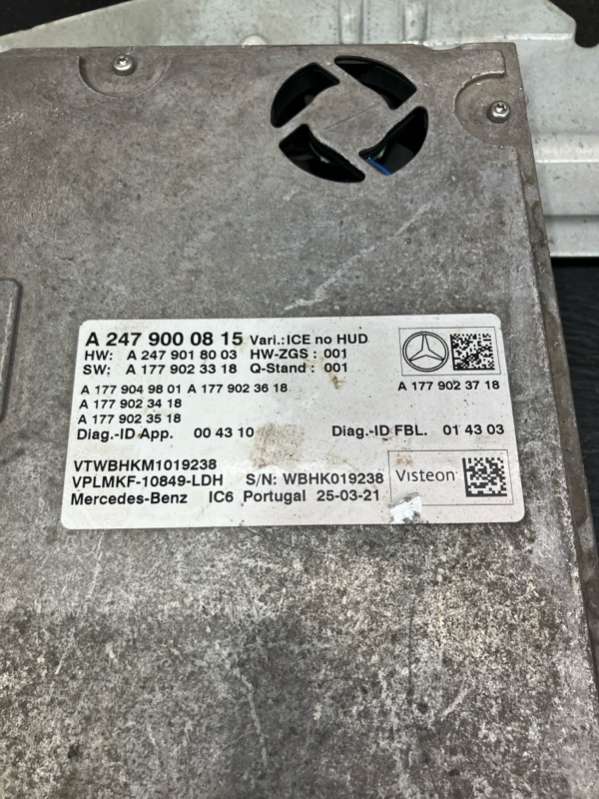 A 247 900 08 15 Vari.:ICE no HUD
HW: A 247 901 80 03 HW-ZGS : 001
SW; A 177 902 33 18 Q-Stand : 001
A 177 904 98 01 A 177 902 36 18
A 177 902 37 18
A 177 902 34 18
A 177 902 35 18
Diag.-ID App. 00 43 10 Diag.-ID FBL. 01 43 03
VTWBHKM1019238
VPLMKF-10849-LDH S/N: WBHK019238
Visteon
Mercedes-Benz IC6 Portugal 25-03-21